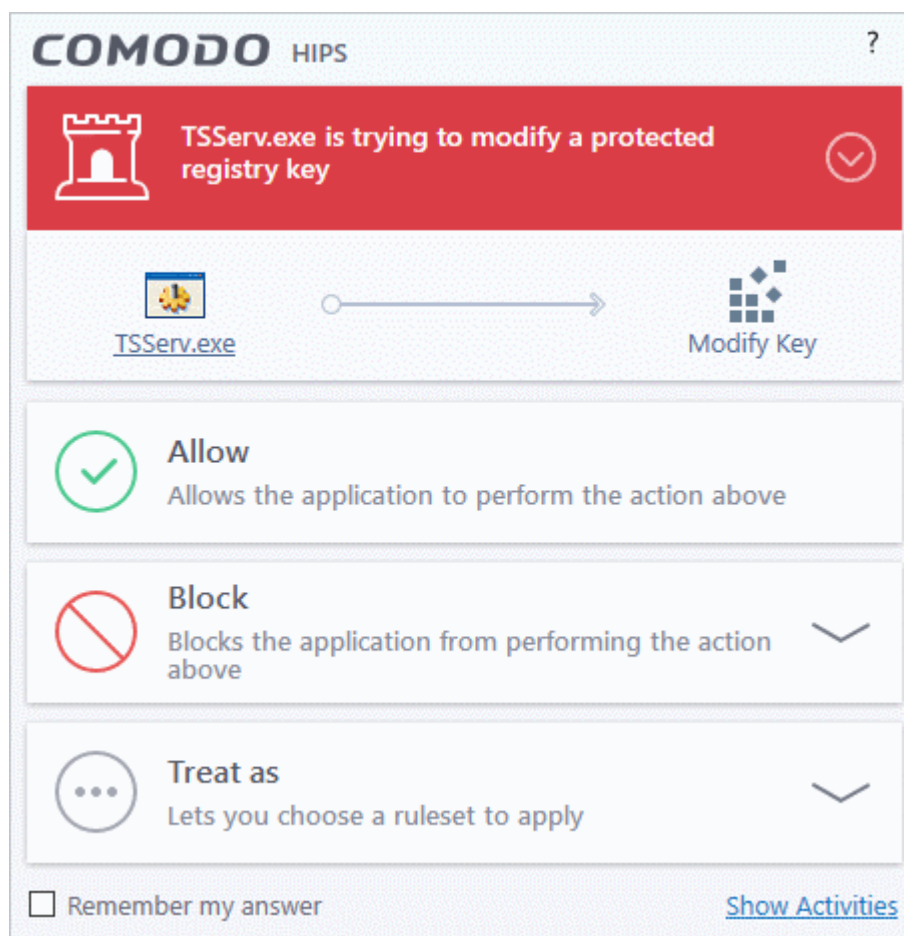 COMODO HIPS ?
TSServ.exe is trying to modify a protected
registry key
TSServ.exe
Modify Key
Allow
Allows the application to perform the action above
Block
Blocks the application from performing the action
above
Treat as
Lets you choose a ruleset to apply
Remember my answer
Show Activities